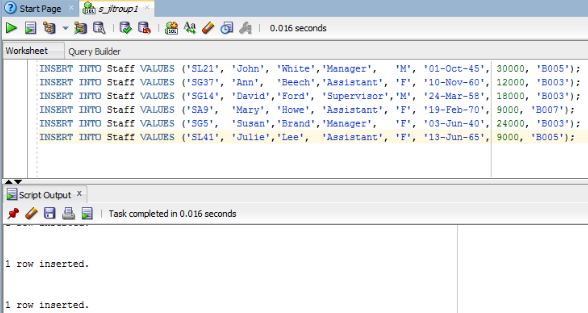 Start Page s_jltroup1
0.016 seconds
Worksheet Query Builder
INSERT INTO Staff VALUES ('SL21', 'John', 'White','Manager', 'M', '01-Oct-45', 30000, 'B005');
INSERT INTO Staff VALUES ('SG37', 'Ann', 'Beech','Assistant', 'F', '10-Nov-60', 12000, 'B003');
INSERT INTO Staff VALUES ('SG14', 'David','Ford', 'Supervisor','M', '24-Mar-58', 18000, 'B003');
INSERT INTO Staff VALUES ('SA9', 'Mary', 'Howe', 'Assistant', 'F', '19-Feb-70', 9000, 'B007');
INSERT INTO Staff VALUES ('SG5', 'Susan','Brand','Manager', 'F', '03-Jun-40', 24000, 'B003');
INSERT INTO Staff VALUES ('SL41', 'Julie','Lee', 'Assistant', 'F', '13-Jun-65', 9000, 'B005');
Script Output
Task completed in 0.016 seconds
1 row inserted.
1 row inserted.
1 row inserted.